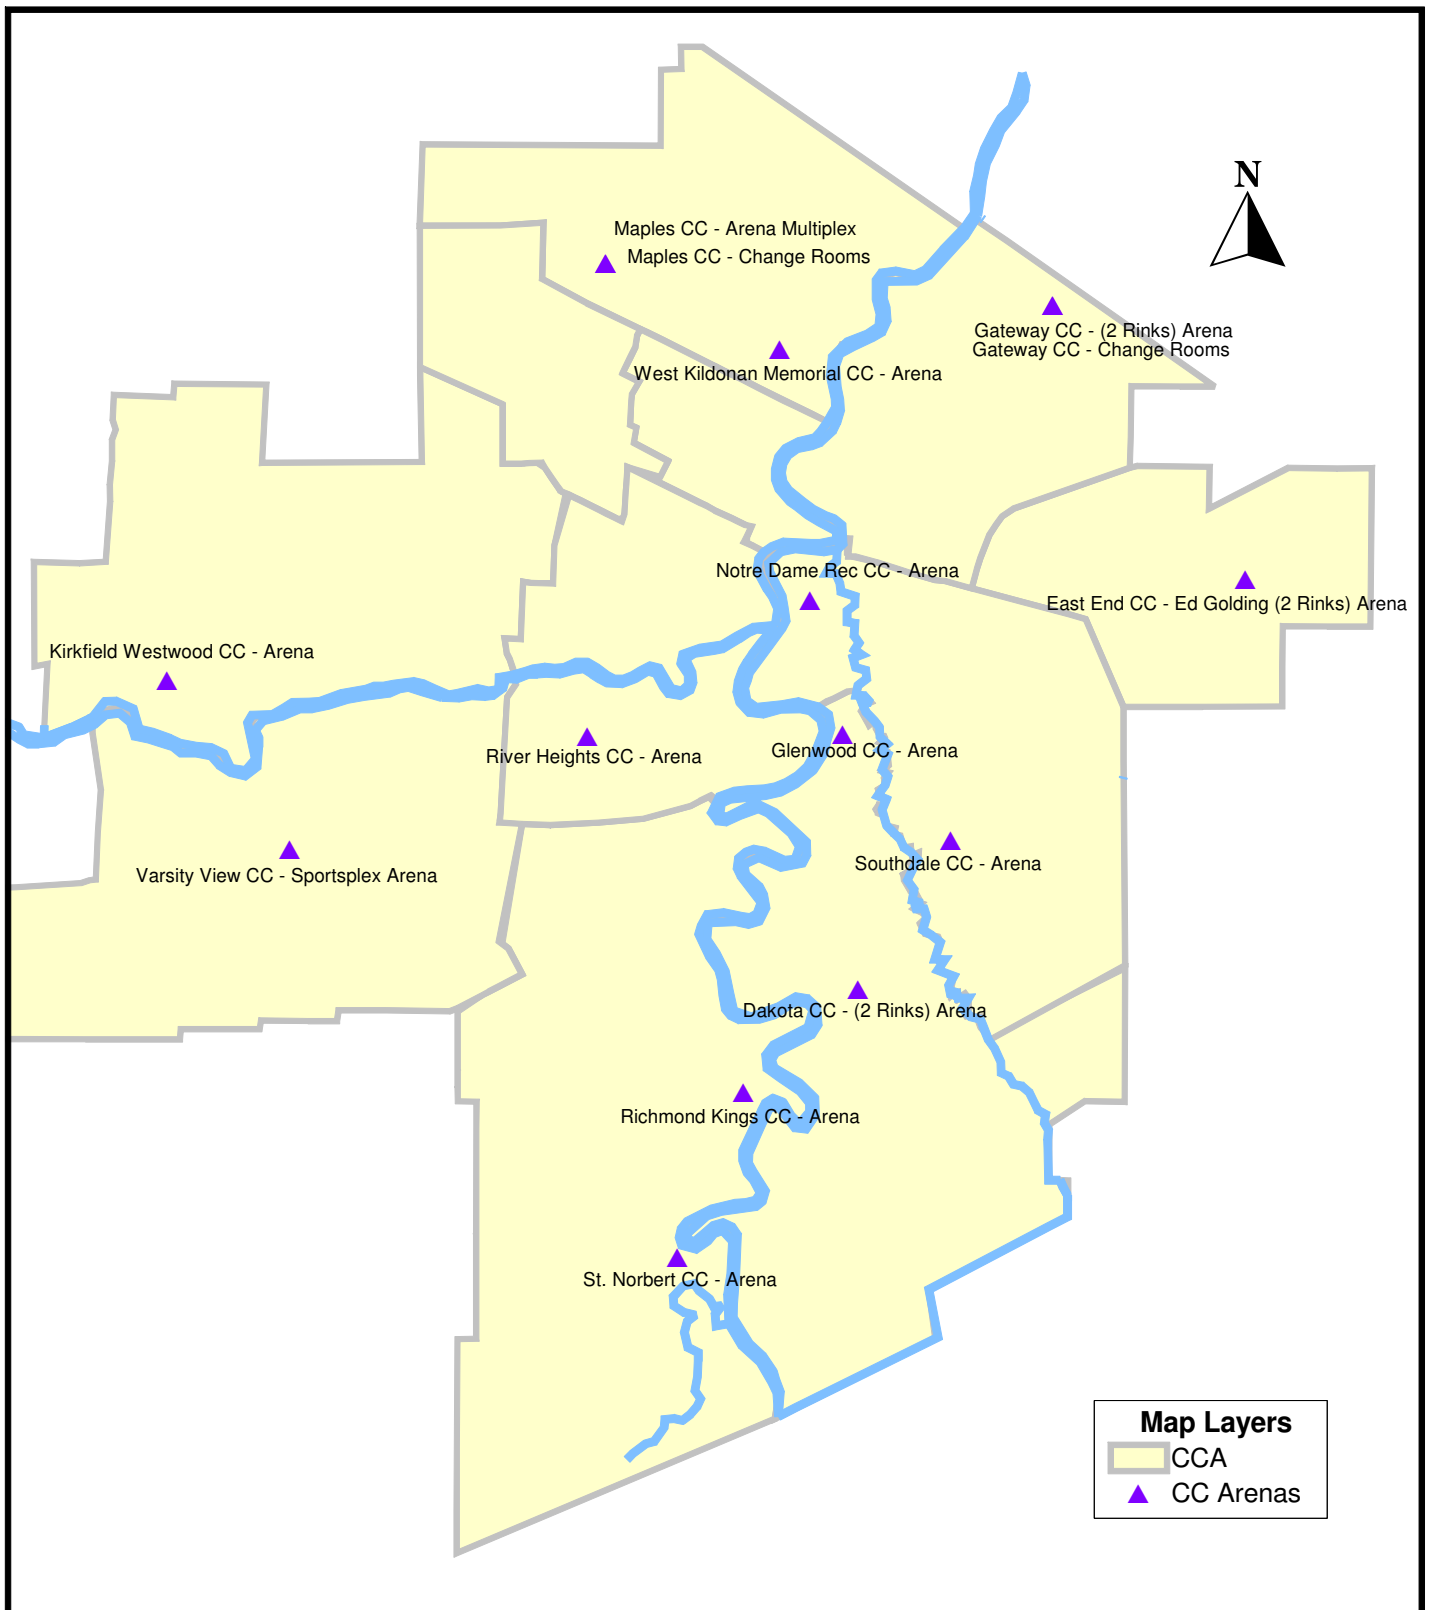 N
Maples CC - Arena Multiplex
Maples CC - Change Rooms
Gateway CC - (2 Rinks) Arena
Gateway CC - Change Rooms
West Kildonan Memorial CC - Arena
Notre Dame Rec CC - Arena
East End CC - Ed Golding (2 Rinks) Arena
Kirkfield Westwood CC - Arena
River Heights CC - Arena
Glenwood CC - Arena
Varsity View CC - Sportsplex Arena
Southdale CC - Arena
Dakota CC - (2 Rinks) Arena
Richmond Kings CC - Arena
St. Norbert CC - Arena
Map Layers
CCA
CC Arenas